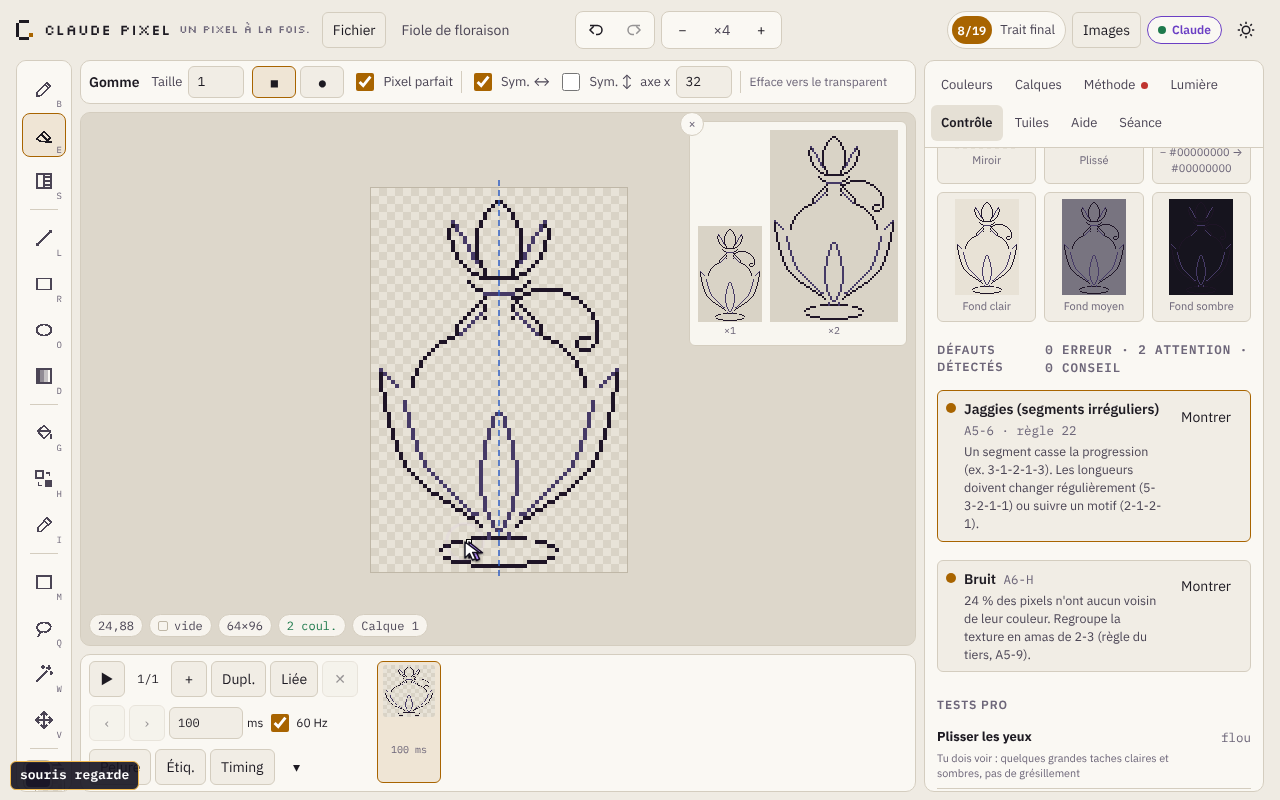 CLAUDE PIXEL UN PIXEL À LA FOIS. Fichier Fiole de floraison − ×4 + 8/19 Trait final Images Claude
Gomme Taille 1 Pixel parfait Sym. ↔ Sym. ↕ axe x 32 Efface vers le transparent
B
E
S
L
R
O
D
G
H
I
M
Q
W
V
×
×1
×2
24,88 vide 64×96 2 coul. Calque 1
1/1 + Dupl. Liée ×
‹ › 100 ms 60 Hz
Étiq. Timing ▼
100 ms
souris regarde
Couleurs Calques Méthode Lumière
Contrôle Tuiles Aide Séance
Miroir
Plissé
– #00000000 →
#00000000
Fond clair
Fond moyen
Fond sombre
DÉFAUTS DÉTECTÉS
0 ERREUR · 2 ATTENTION · 0 CONSEIL
Jaggies (segments irréguliers) Montrer
A5-6 · règle 22
Un segment casse la progression
(ex. 3-1-2-1-3). Les longueurs
doivent changer régulièrement (5-
3-2-1-1) ou suivre un motif (2-1-2-
1).
Bruit A6-H Montrer
24 % des pixels n'ont aucun voisin
de leur couleur. Regroupe la
texture en amas de 2-3 (règle du
tiers, A5-9).
TESTS PRO
Plisser les yeux flou
Tu dois voir : quelques grandes taches claires et
sombres, pas de grésillement